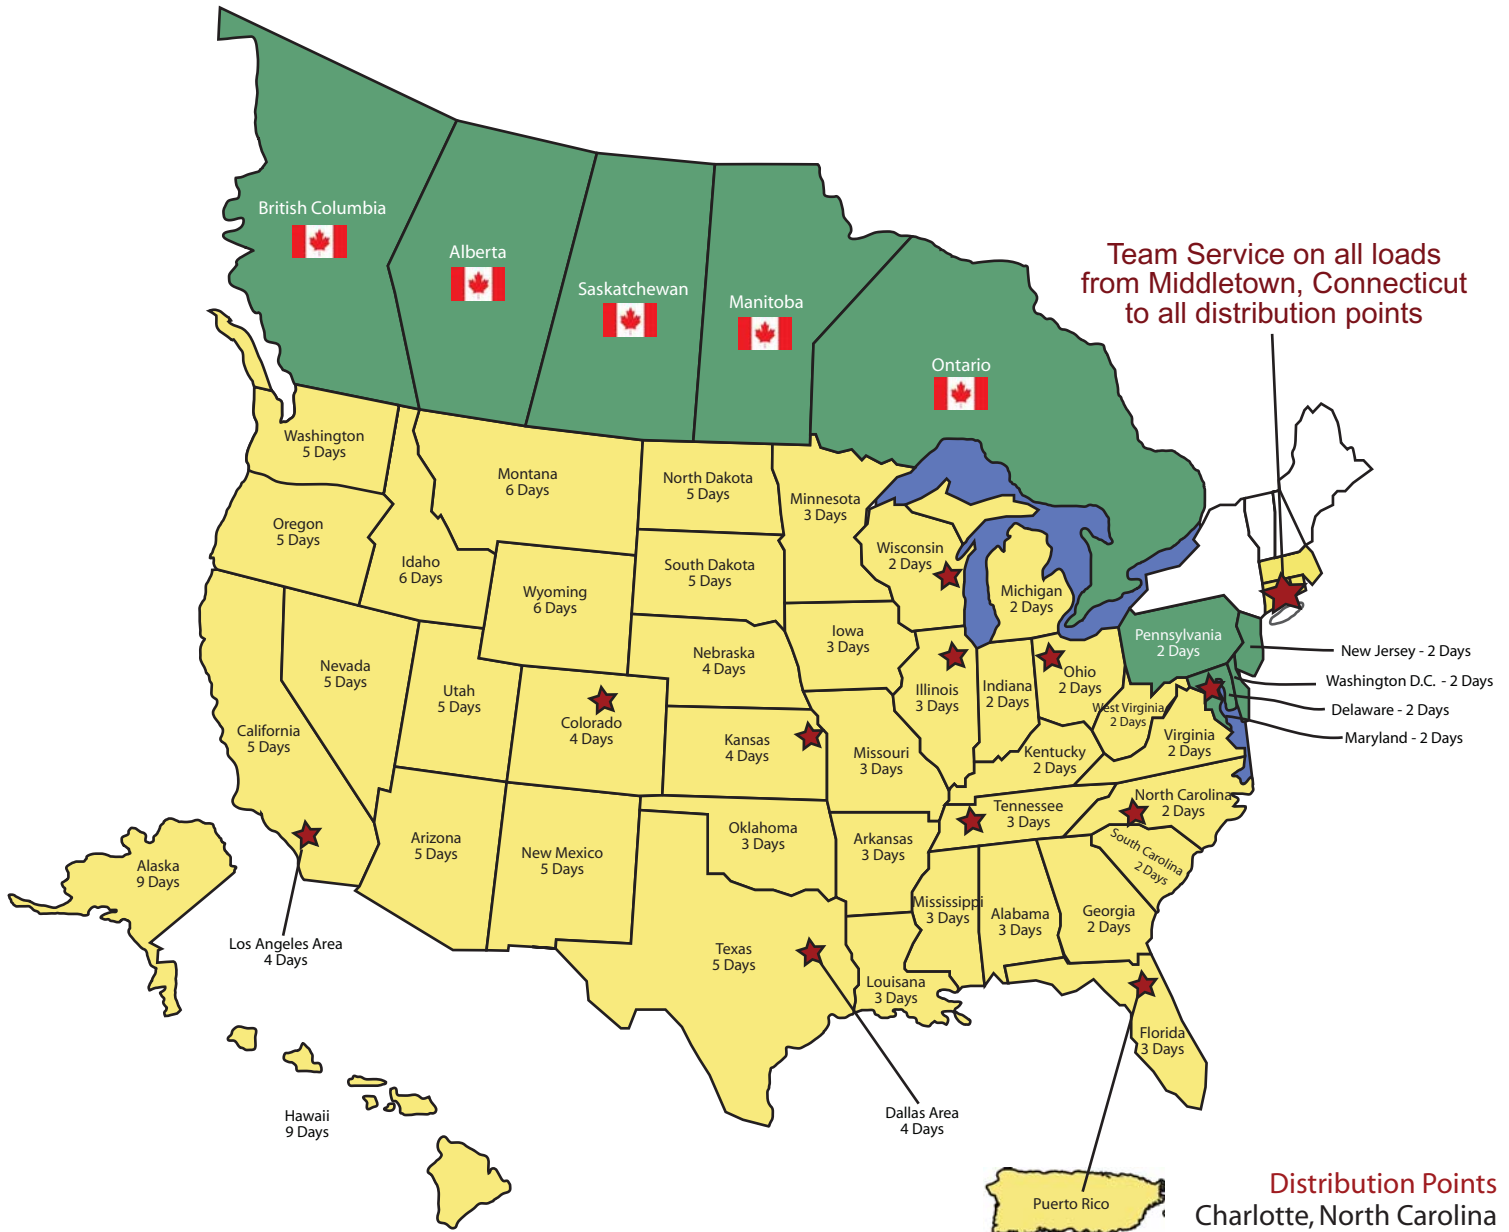 British Columbia
Alberta
Saskatchewan
Manitoba
Ontario
Team Service on all loads
from Middletown, Connecticut
to all distribution points
Washington
5 Days
Montana
6 Days
North Dakota
5 Days
Minnesota
3 Days
Oregon
5 Days
Idaho
6 Days
Wisconsin
2 Days
South Dakota
5 Days
Wyoming
6 Days
Michigan
2 Days
Iowa
3 Days
Pennsylvania
2 Days
New Jersey - 2 Days
Nebraska
4 Days
Nevada
5 Days
Washington D.C. - 2 Days
Ohio
2 Days
Utah
5 Days
Illinois
3 Days
Indiana
2 Days
West Virginia
2 Days
Delaware - 2 Days
California
5 Days
Colorado
4 Days
Kansas
4 Days
Missouri
3 Days
Kentucky
2 Days
Virginia
2 Days
Maryland - 2 Days
North Carolina
2 Days
Tennessee
3 Days
Oklahoma
3 Days
Arkansas
3 Days
Arizona
5 Days
New Mexico
5 Days
South Carolina
2 Days
Alaska
9 Days
Mississippi
3 Days
Alabama
3 Days
Georgia
2 Days
Los Angeles Area
4 Days
Texas
5 Days
Louisana
3 Days
Florida
3 Days
Hawaii
9 Days
Dallas Area
4 Days
Puerto Rico
Distribution Points
Charlotte, North Carolina